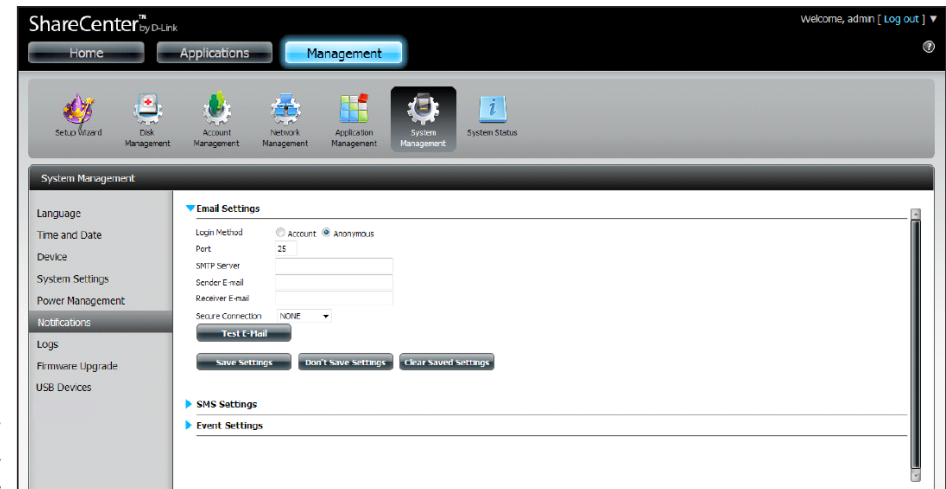 ShareCenter™ by D-Link
Welcome, admin [ Log out ] ▼
Home Applications Management
?
Setup Wizard Disk Management Account Management Network Management Application Management System Management System Status
System Management
Language
Time and Date
Device
System Settings
Power Management
Notifications
Logs
Firmware Upgrade
USB Devices
Email Settings
Login Method Account Anonymous
Port 25
SMTP Server
Sender E-mail
Receiver E-mail
Secure Connection NONE
Test E-Mail
Save Settings Don't Save Settings Clear Saved Settings
SMS Settings
Event Settings